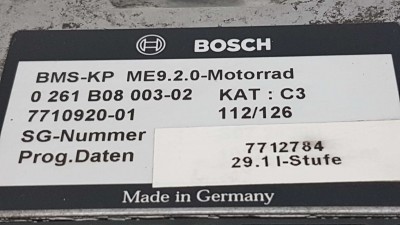 BOSCH
BMS-KP ME9.2.0-Motorrad
0 261 B08 003-02 KAT : C3
7710920-01 112/126
SG-Nummer 7712784
Prog.Daten 29.1 I-Stufe
Made in Germany